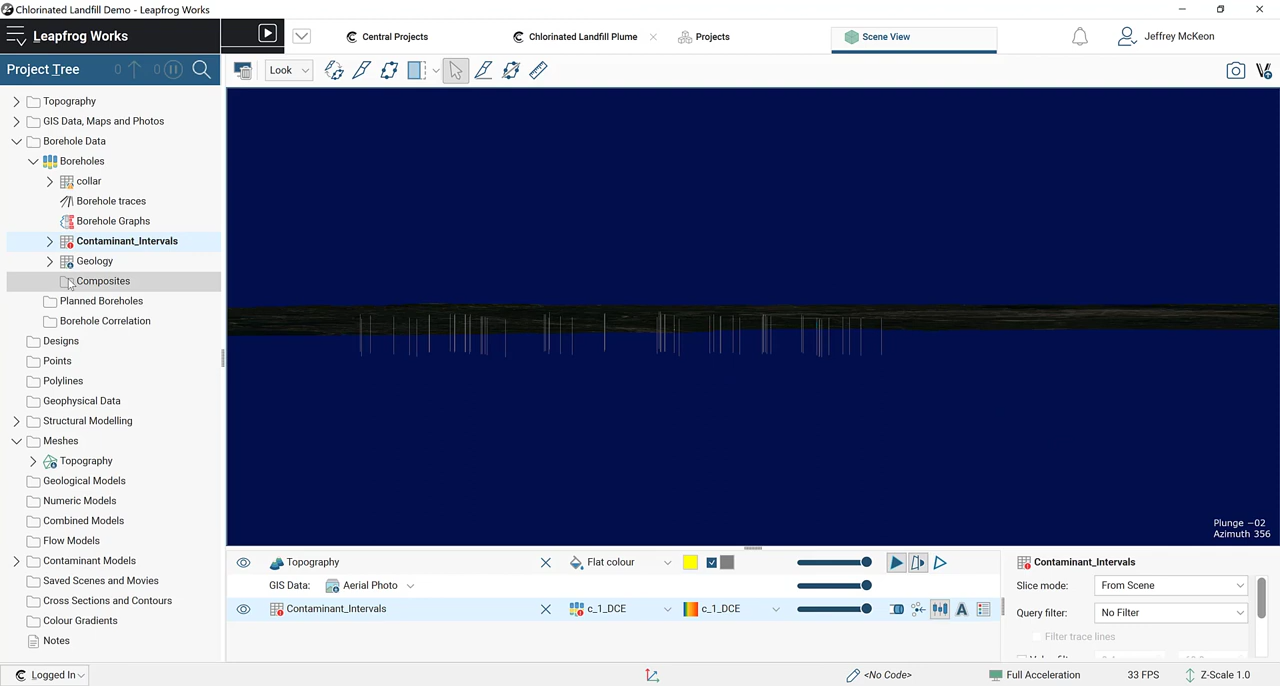 Chlorinated Landfill Demo - Leapfrog Works
Leapfrog Works
Central Projects
Chlorinated Landfill Plume
Projects
Scene View
Jeffrey McKeon
Project Tree
0
0
Look
Topography
GIS Data, Maps and Photos
Borehole Data
Boreholes
collar
Borehole traces
Borehole Graphs
Contaminant_Intervals
Geology
Composites
Planned Boreholes
Borehole Correlation
Designs
Points
Polylines
Geophysical Data
Structural Modelling
Meshes
Topography
Geological Models
Numeric Models
Combined Models
Flow Models
Contaminant Models
Saved Scenes and Movies
Cross Sections and Contours
Colour Gradients
Notes
Plunge −02
Azimuth 356
Topography
Flat colour
GIS Data:
Aerial Photo
Contaminant_Intervals
c_1_DCE
c_1_DCE
A
Contaminant_Intervals
Slice mode:
From Scene
Query filter:
No Filter
Filter trace lines
Logged In
<No Code>
Full Acceleration
33 FPS
Z-Scale 1.0